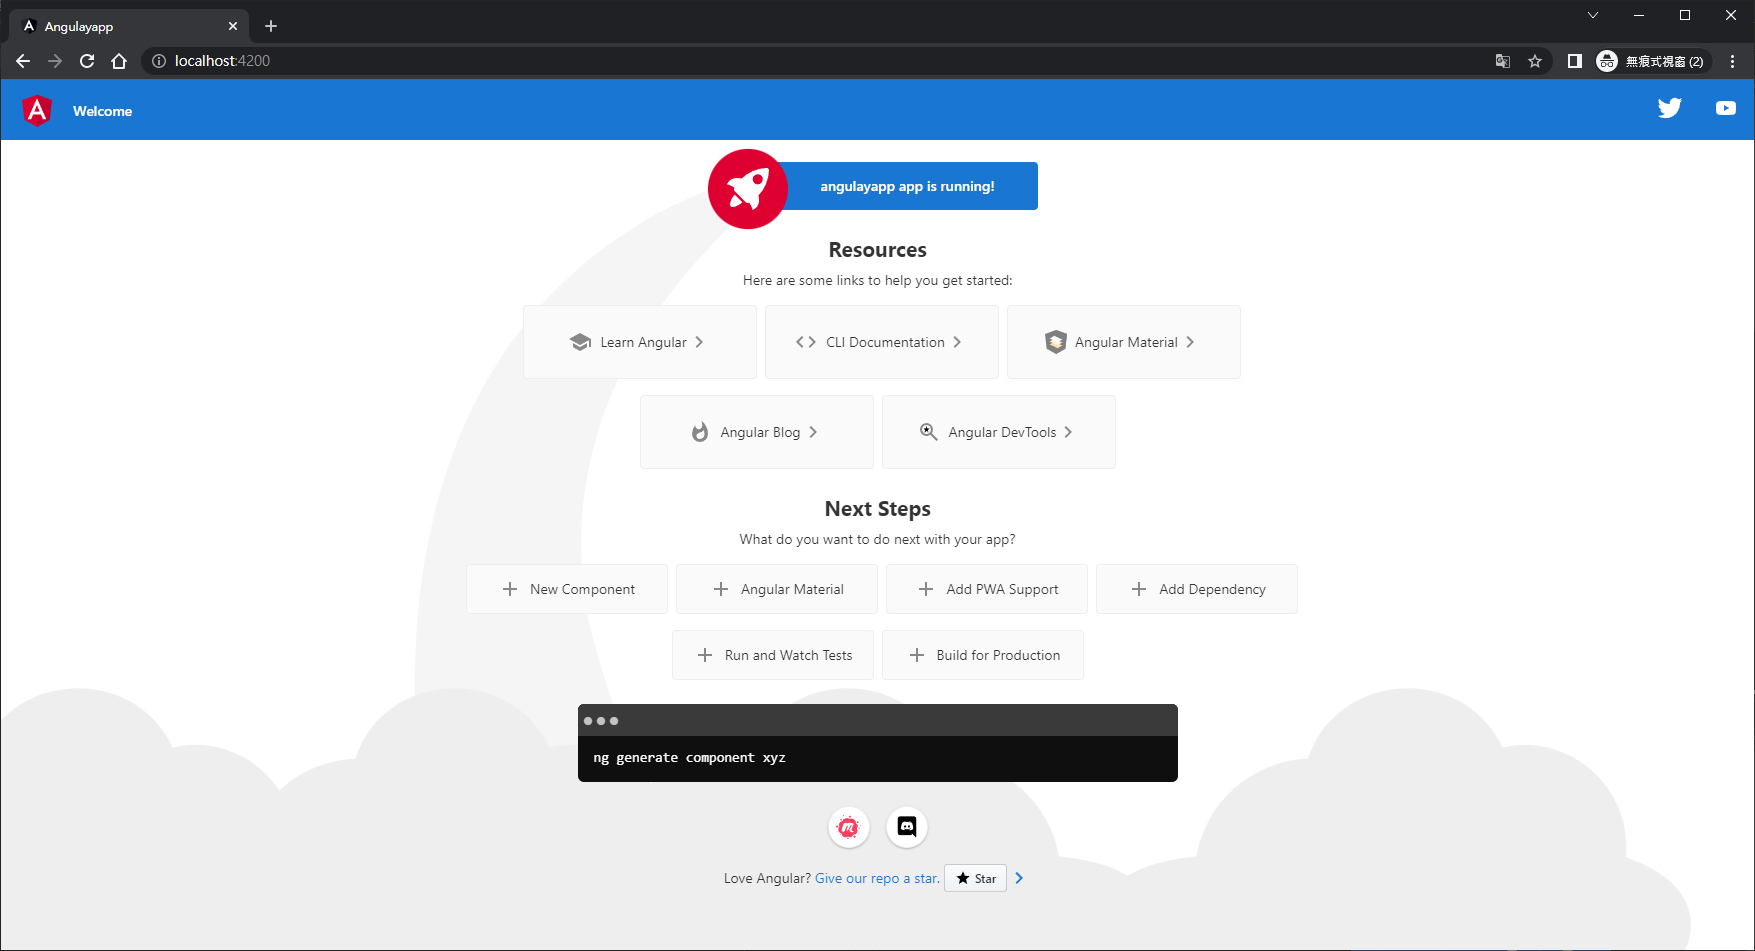 Angulayapp
localhost:4200
無痕式視窗 (2)
Welcome
angulayapp app is running!
Resources
Here are some links to help you get started:
Learn Angular
CLI Documentation
Angular Material
Angular Blog
Angular DevTools
Next Steps
What do you want to do next with your app?
New Component
Angular Material
Add PWA Support
Add Dependency
Run and Watch Tests
Build for Production
ng generate component xyz
Love Angular? Give our repo a star. Star